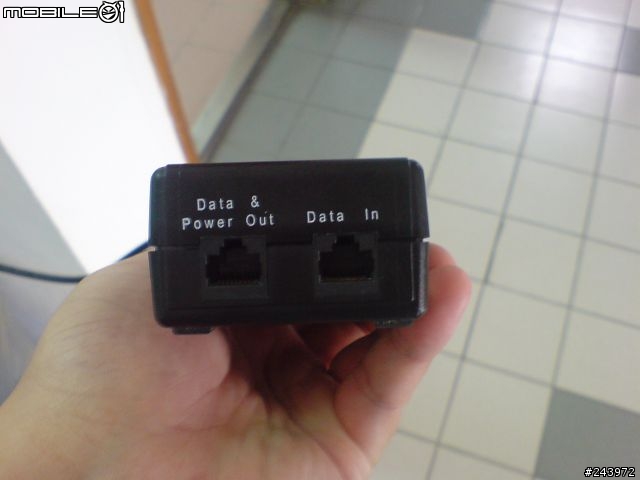 MOBILE01
Data &
Power Out
Data In
#243972